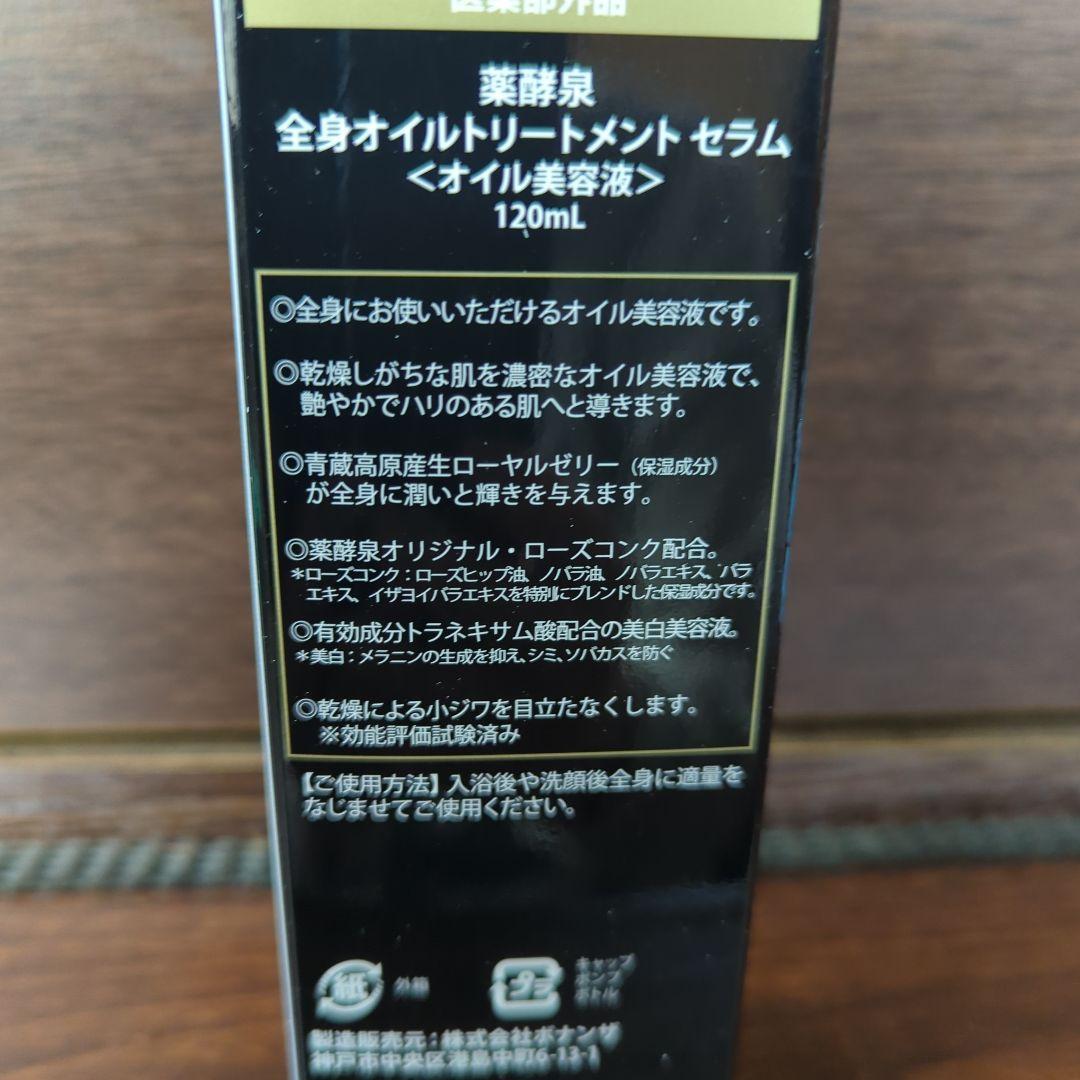 医薬部外品
薬酵泉
全身オイルトリートメント セラム
＜オイル美容液＞
120mL
◎全身にお使いいただけるオイル美容液です。
◎乾燥しがちな肌を濃密なオイル美容液で、
艶やかでハリのある肌へと導きます。
◎青蔵高原産生ローヤルゼリー（保湿成分）
が全身に潤いと輝きを与えます。
◎薬酵泉オリジナル・ローズコンク配合。
＊ローズコンク：ローズヒップ油、ノバラ油、ノバラエキス、バラ
エキス、イザヨイバラエキスを特別にブレンドした保湿成分です。
◎有効成分トラネキサム酸配合の美白美容液。
＊美白：メラニンの生成を抑え、シミ、ソバカスを防ぐ
◎乾燥による小ジワを目立たなくします。
※効能評価試験済み
【ご使用方法】入浴後や洗顔後全身に適量を
なじませてご使用ください。
紙 外箱
プラ キャップ
ポンプ
ボトル
製造販売元：株式会社ボナンザ
神戸市中央区港島中町6-13-1